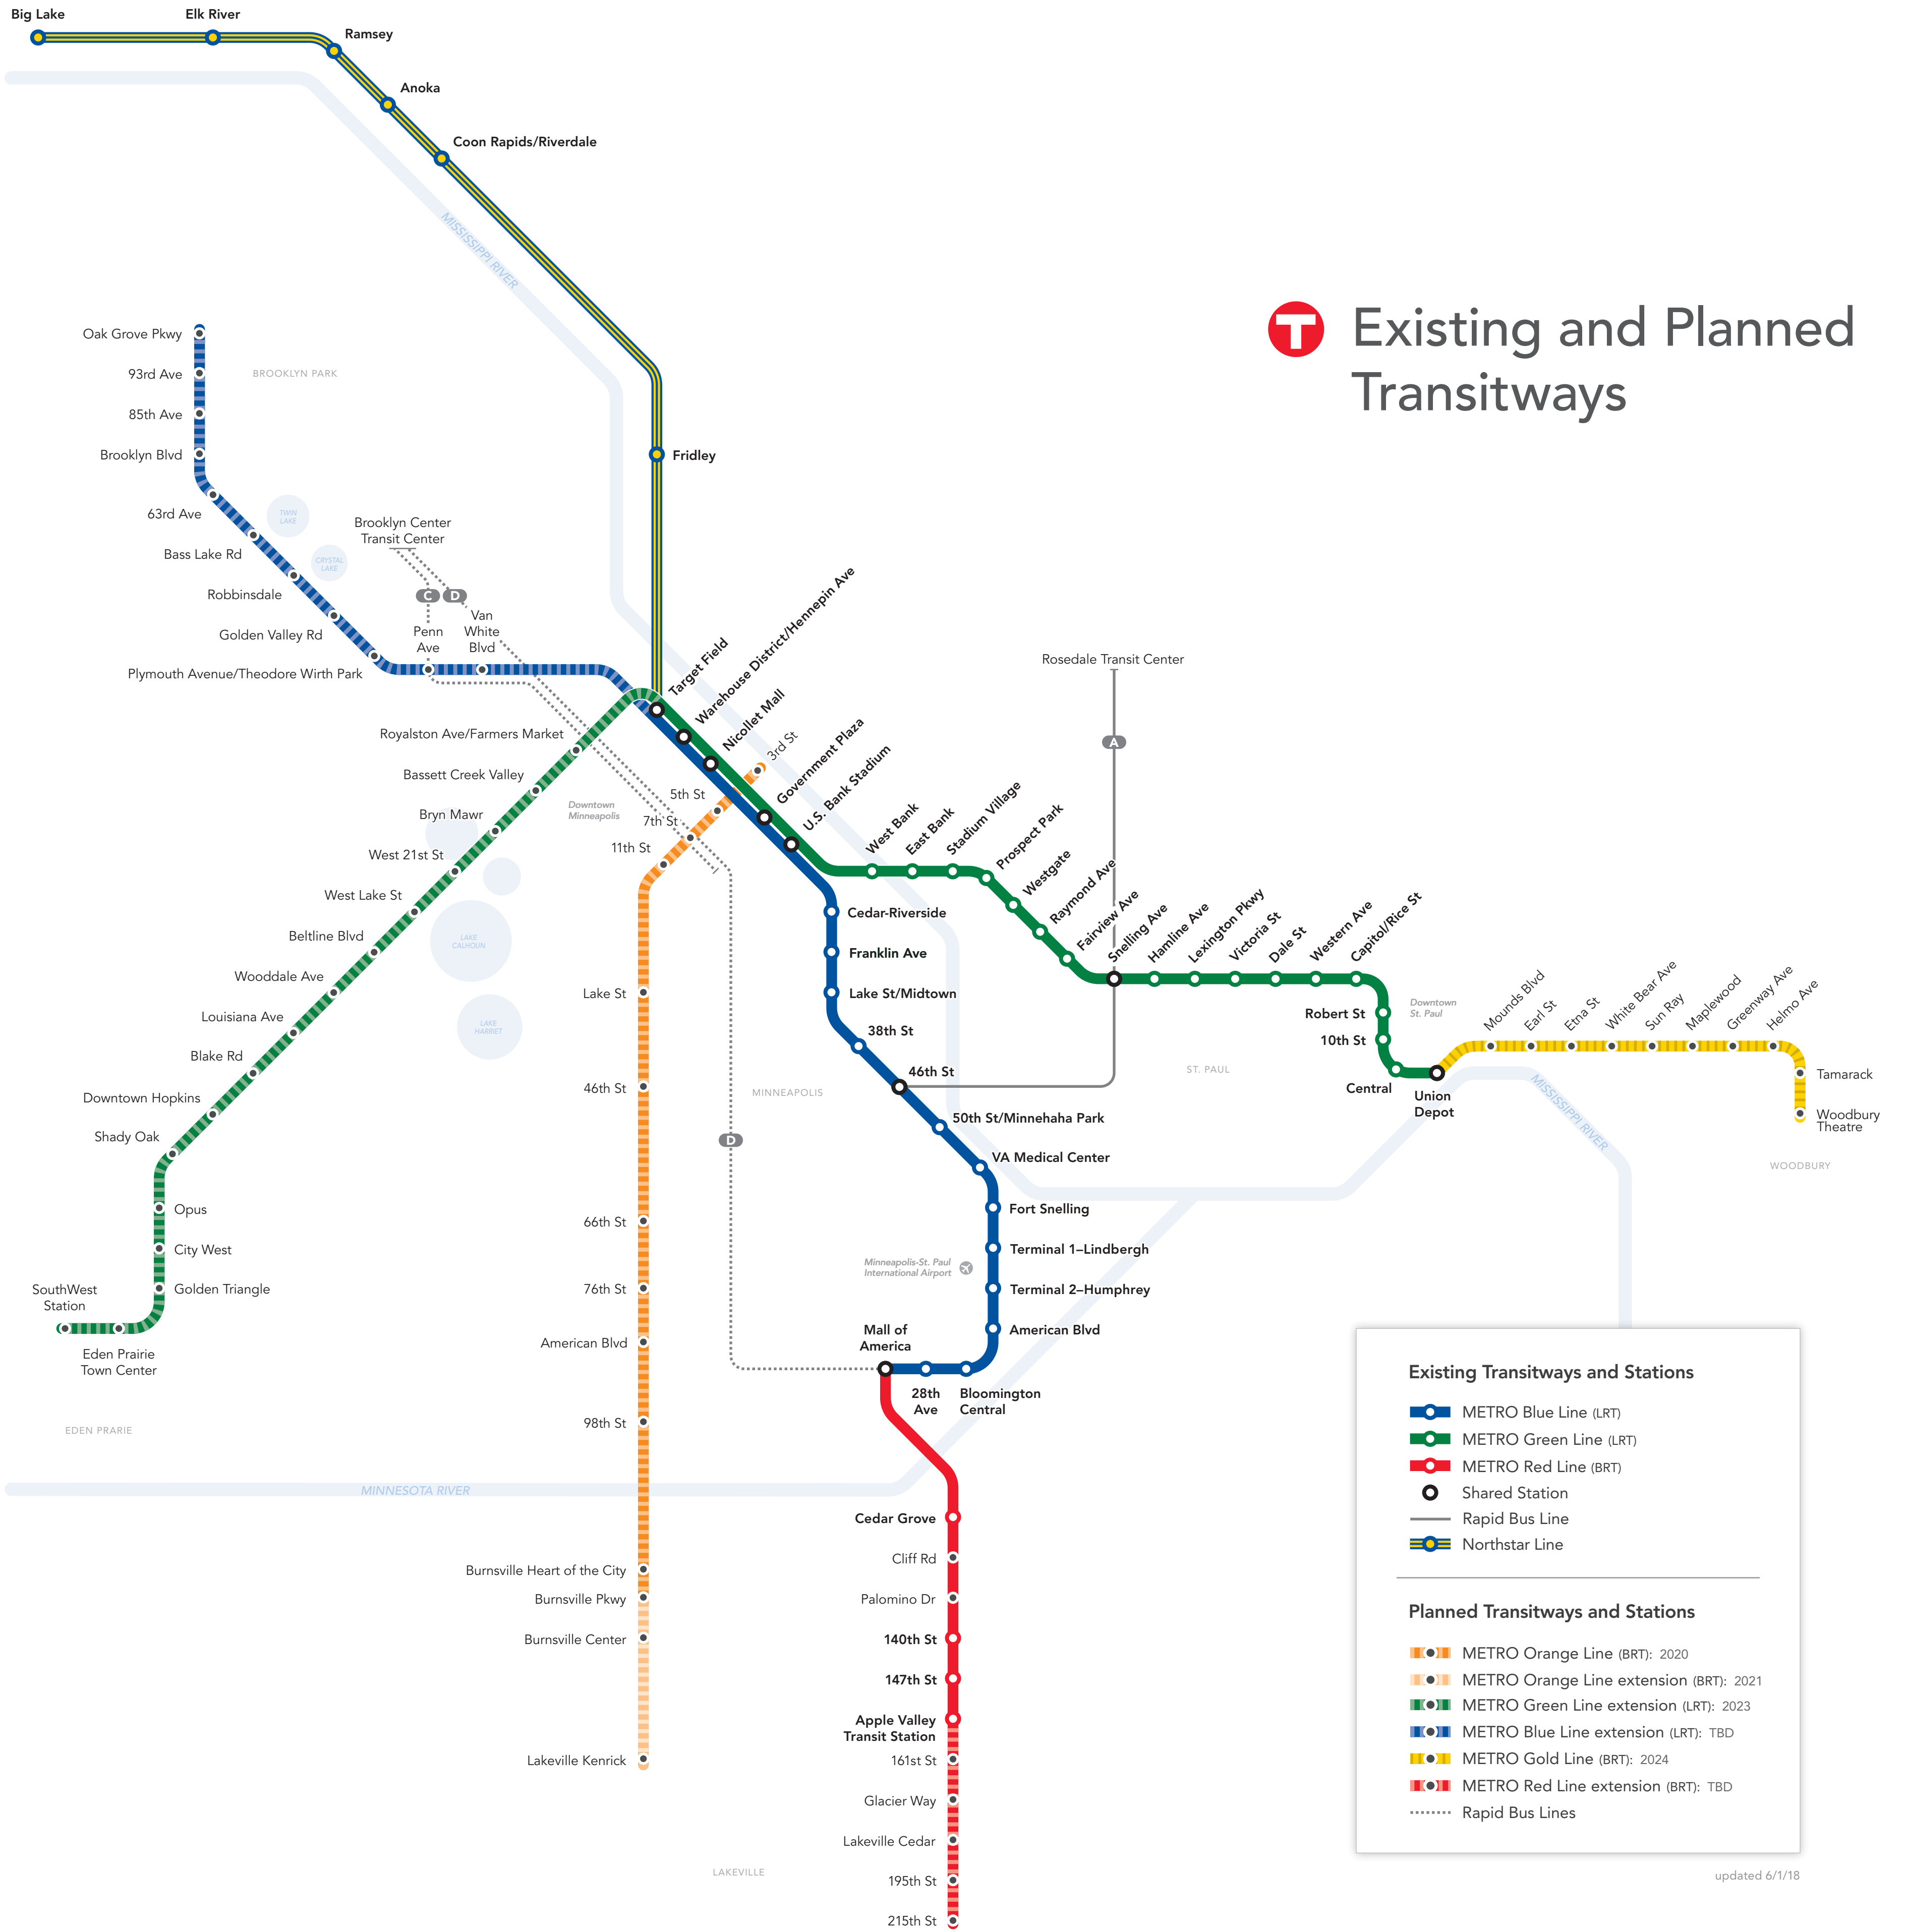 Big Lake
Elk River
Ramsey
Anoka
Coon Rapids/Riverdale
MISSISSIPPI RIVER
T
Existing and Planned
Transitways
Oak Grove Pkwy
93rd Ave
BROOKLYN PARK
85th Ave
Brooklyn Blvd
Fridley
63rd Ave
TWIN
LAKE
Bass Lake Rd
CRYSTAL
LAKE
Brooklyn Center
Transit Center
Robbinsdale
C
D
Golden Valley Rd
Penn
Ave
Van
White
Blvd
Plymouth Avenue/Theodore Wirth Park
Target Field
Warehouse District/Hennepin Ave
Nicollet Mall
3rd St
Government Plaza
U.S. Bank Stadium
Rosedale Transit Center
A
Royalston Ave/Farmers Market
Bassett Creek Valley
Bryn Mawr
West 21st St
West Lake St
Beltline Blvd
Wooddale Ave
Louisiana Ave
Blake Rd
Downtown Hopkins
Shady Oak
Opus
City West
Golden Triangle
SouthWest
Station
Eden Prairie
Town Center
EDEN PRARIE
Downtown
Minneapolis
5th St
7th St
11th St
LAKE
CALHOUN
LAKE
HARRIET
Lake St
46th St
66th St
76th St
American Blvd
98th St
MINNESOTA RIVER
Burnsville Heart of the City
Burnsville Pkwy
Burnsville Center
Lakeville Kenrick
West Bank
East Bank
Stadium Village
Prospect Park
Westgate
Raymond Ave
Fairview Ave
Snelling Ave
Hamline Ave
Lexington Pkwy
Victoria St
Dale St
Western Ave
Capitol/Rice St
Robert St
10th St
Central
Union
Depot
Downtown
St. Paul
Mounds Blvd
Earl St
Etna St
White Bear Ave
Sun Ray
Maplewood
Greenway Ave
Helmo Ave
Tamarack
Woodbury
Theatre
WOODBURY
MISSISSIPPI RIVER
ST. PAUL
Cedar-Riverside
Franklin Ave
Lake St/Midtown
38th St
46th St
MINNEAPOLIS
50th St/Minnehaha Park
D
VA Medical Center
Fort Snelling
Terminal 1–Lindbergh
Minneapolis-St. Paul
International Airport
Terminal 2–Humphrey
American Blvd
Mall of
America
28th
Ave
Bloomington
Central
Cedar Grove
Cliff Rd
Palomino Dr
140th St
147th St
Apple Valley
Transit Station
161st St
Glacier Way
Lakeville Cedar
LAKEVILLE
195th St
215th St
Existing Transitways and Stations
METRO Blue Line (LRT)
METRO Green Line (LRT)
METRO Red Line (BRT)
Shared Station
Rapid Bus Line
Northstar Line
Planned Transitways and Stations
METRO Orange Line (BRT): 2020
METRO Orange Line extension (BRT): 2021
METRO Green Line extension (LRT): 2023
METRO Blue Line extension (LRT): TBD
METRO Gold Line (BRT): 2024
METRO Red Line extension (BRT): TBD
Rapid Bus Lines
updated 6/1/18